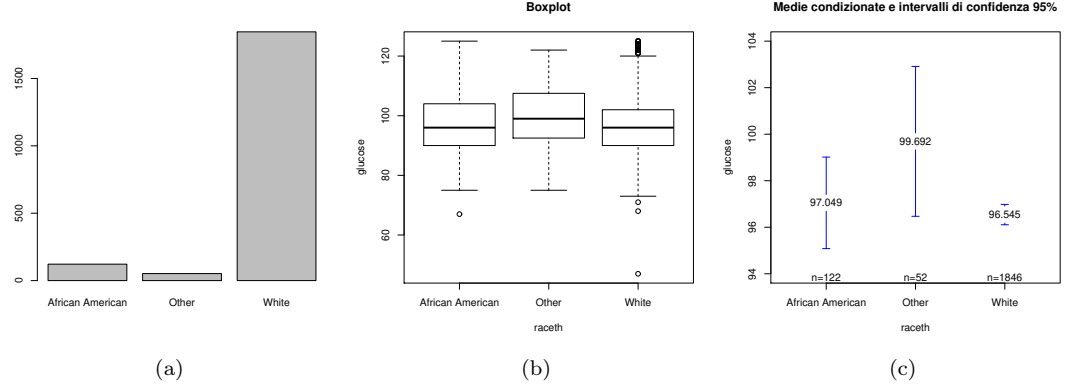 0
500
1000
1500
African American
Other
White
(a)
Boxplot
glucose
60
80
100
120
African American
Other
White
raceth
(b)
Medie condizionate e intervalli di confidenza 95%
glucose
94
96
98
100
102
104
97.049
99.692
96.545
n=122
n=52
n=1846
African American
Other
White
raceth
(c)